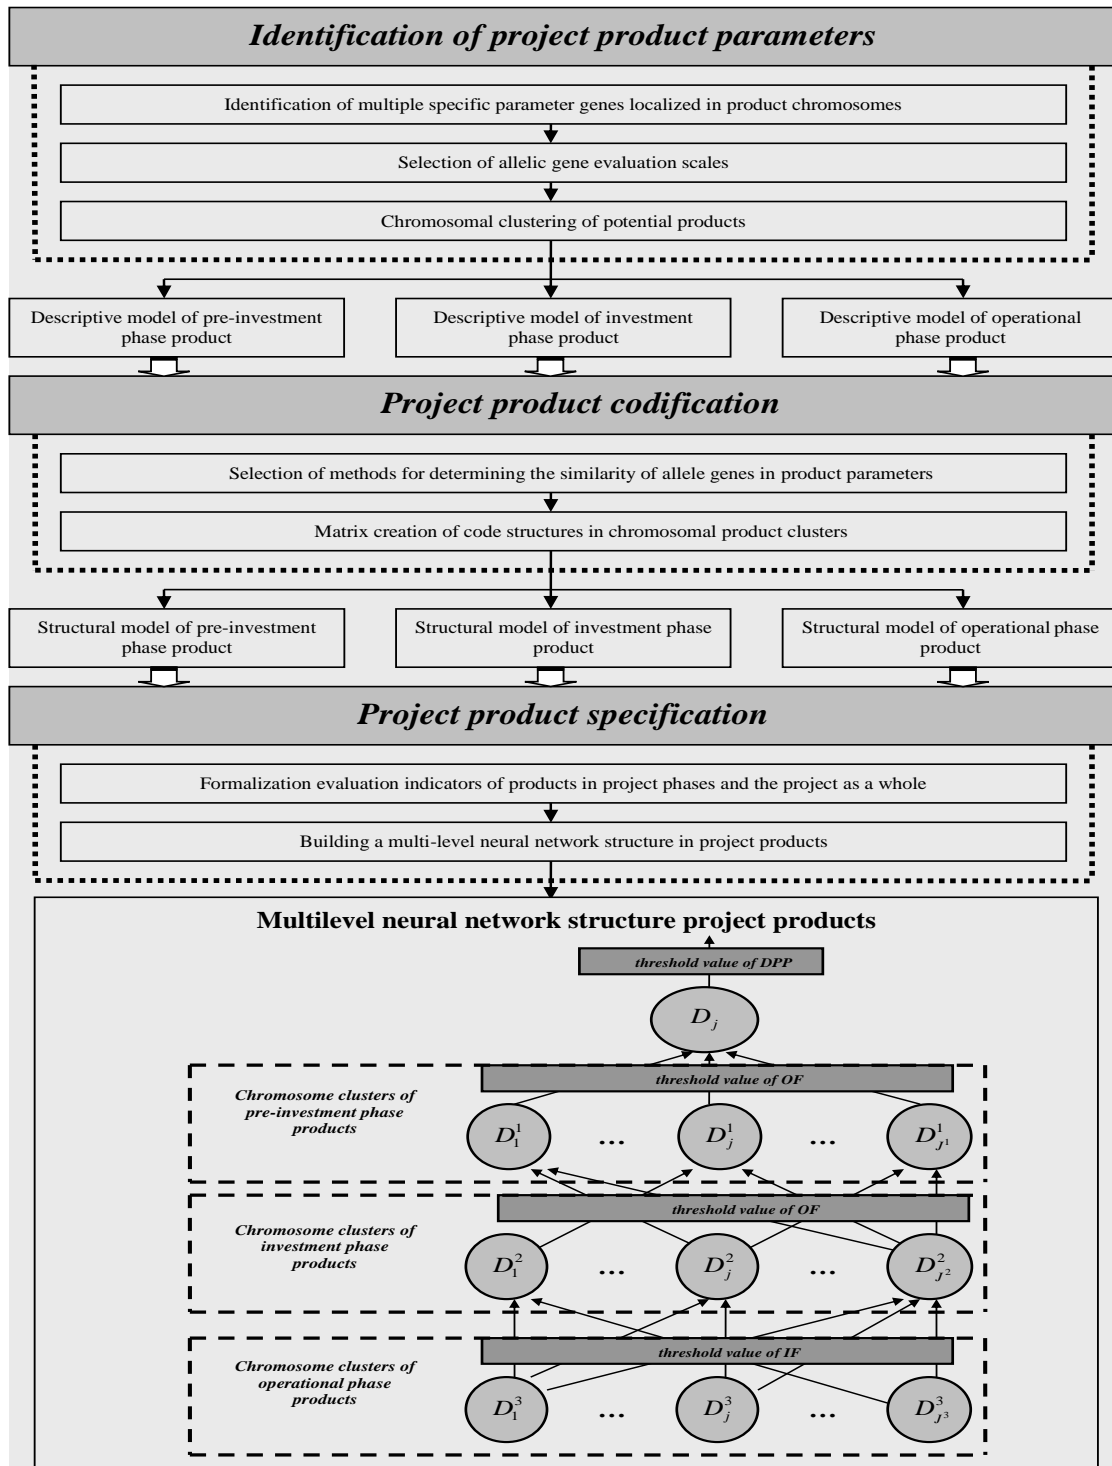 Identification of project product parameters
Identification of multiple specific parameter genes localized in product chromosomes
Selection of allelic gene evaluation scales
Chromosomal clustering of potential products
Descriptive model of pre-investment
phase product
Descriptive model of investment
phase product
Descriptive model of operational
phase product
Project product codification
Selection of methods for determining the similarity of allele genes in product parameters
Matrix creation of code structures in chromosomal product clusters
Structural model of pre-investment
phase product
Structural model of investment phase
product
Structural model of operational phase
product
Project product specification
Formalization evaluation indicators of products in project phases and the project as a whole
Building a multi-level neural network structure in project products
Multilevel neural network structure project products
threshold value of DPP
D_j
threshold value of OF
Chromosome clusters of
pre-investment phase
products
D_1^1 ... D_j^1 ... D_{J^1}^1
threshold value of OF
Chromosome clusters of
investment phase
products
D_1^2 ... D_j^2 ... D_{J^2}^2
threshold value of IF
Chromosome clusters of
operational phase
products
D_1^3 ... D_j^3 ... D_{J^3}^3